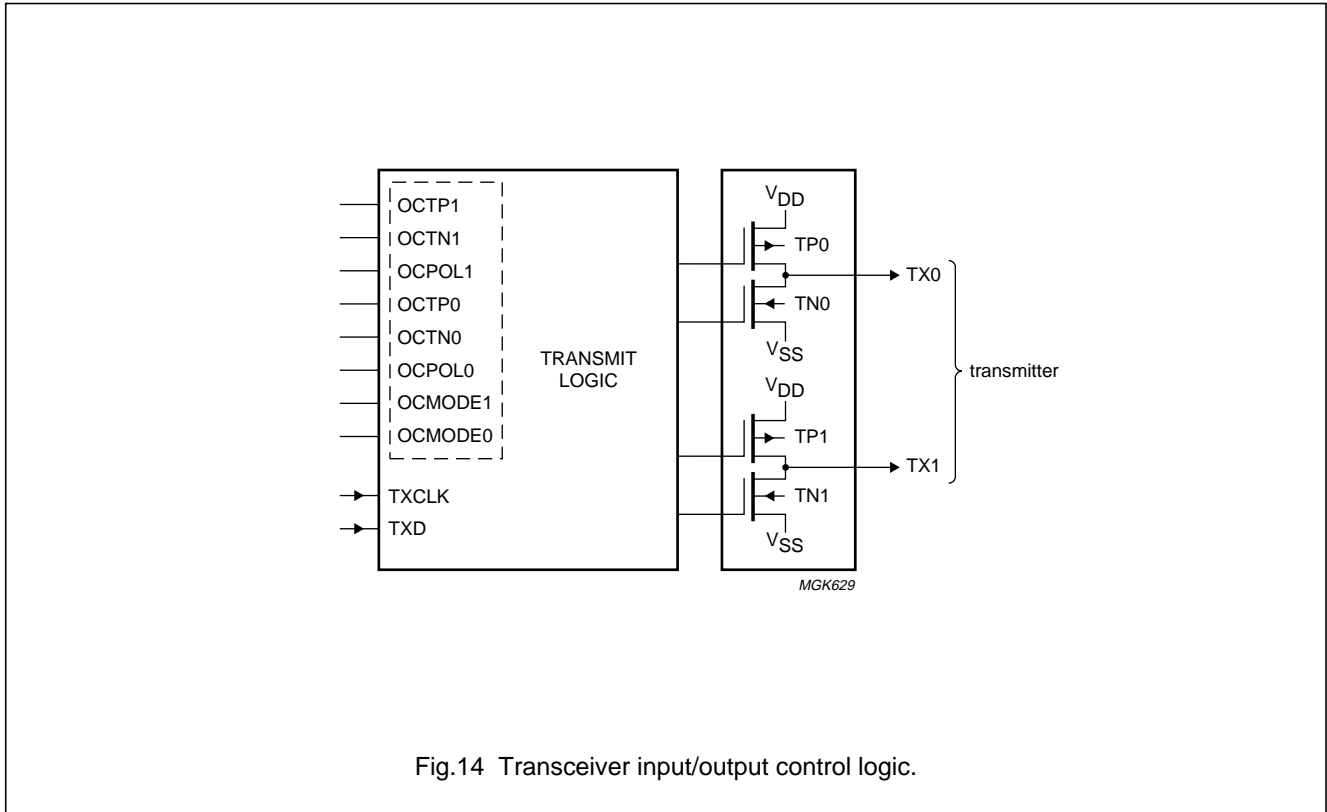 OCTP1
OCTN1
OCPOL1
OCTP0
OCTN0
OCPOL0
OCMODE1
OCMODE0
TXCLK
TXD
TRANSMIT
LOGIC
VDD
TP0
TX0
TN0
VSS
transmitter
VDD
TP1
TX1
TN1
VSS
MGK629
Fig.14 Transceiver input/output control logic.